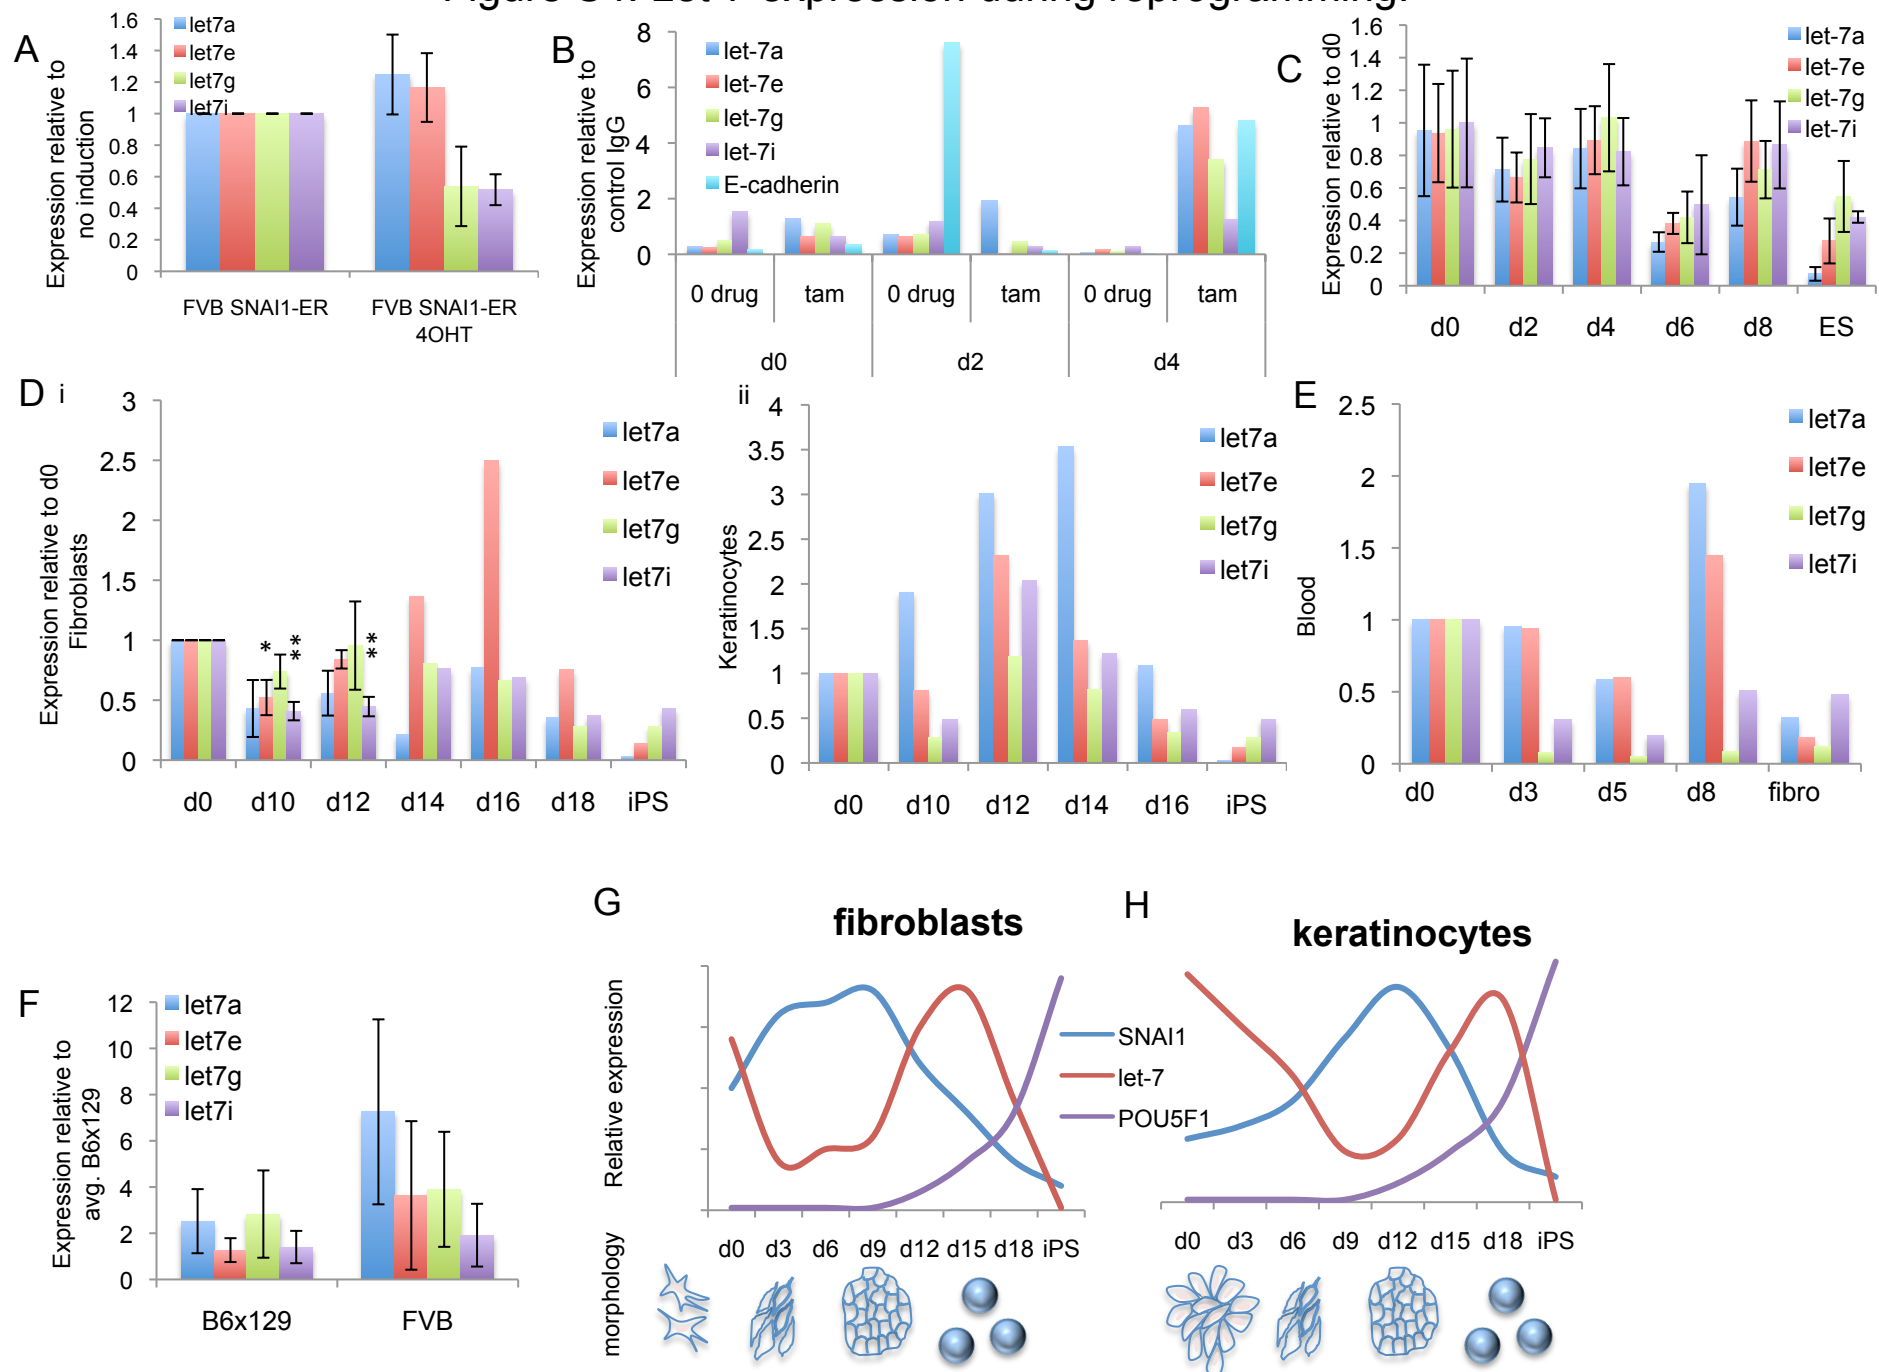 Figure S4: Let-7 expression during reprogramming.
A
Expression relative to
no induction
1.6
1.4
1.2
1
0.8
0.6
0.4
0.2
0
let7a
let7e
let7g
let7i
FVB SNAI1-ER
FVB SNAI1-ER
4OHT
B
Expression relative to
control IgG
8
6
4
2
0
let-7a
let-7e
let-7g
let-7i
E-cadherin
0 drug tam 0 drug tam 0 drug tam
d0 d2 d4
C
Expression relative to d0
1.6
1.4
1.2
1
0.8
0.6
0.4
0.2
0
let-7a
let-7e
let-7g
let-7i
d0 d2 d4 d6 d8 ES
D i
Expression relative to d0
Fibroblasts
3
2.5
2
1.5
1
0.5
0
* ** **
let7a
let7e
let7g
let7i
d0 d10 d12 d14 d16 d18 iPS
ii
Keratinocytes
4
3.5
3
2.5
2
1.5
1
0.5
0
let7a
let7e
let7g
let7i
d0 d10 d12 d14 d16 iPS
E
Blood
2.5
2
1.5
1
0.5
0
let7a
let7e
let7g
let7i
d0 d3 d5 d8 fibro
F
Expression relative to
avg. B6x129
12
10
8
6
4
2
0
let7a
let7e
let7g
let7i
B6x129 FVB
G
fibroblasts
Relative expression
SNAI1
let-7
POU5F1
d0 d3 d6 d9 d12 d15 d18 iPS
morphology
H
keratinocytes
d0 d3 d6 d9 d12 d15 d18 iPS